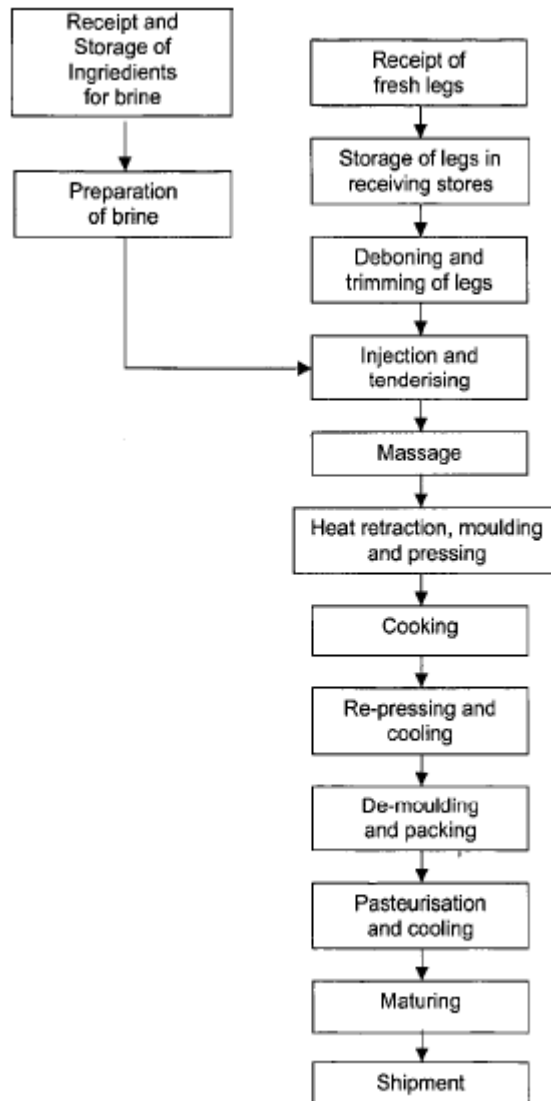 Receipt and
Storage of
Ingriedients
for brine
Preparation
of brine
Receipt of
fresh legs
Storage of legs in
receiving stores
Deboning and
trimming of legs
Injection and
tenderising
Massage
Heat retraction, moulding
and pressing
Cooking
Re-pressing and
cooling
De-moulding
and packing
Pasteurisation
and cooling
Maturing
Shipment